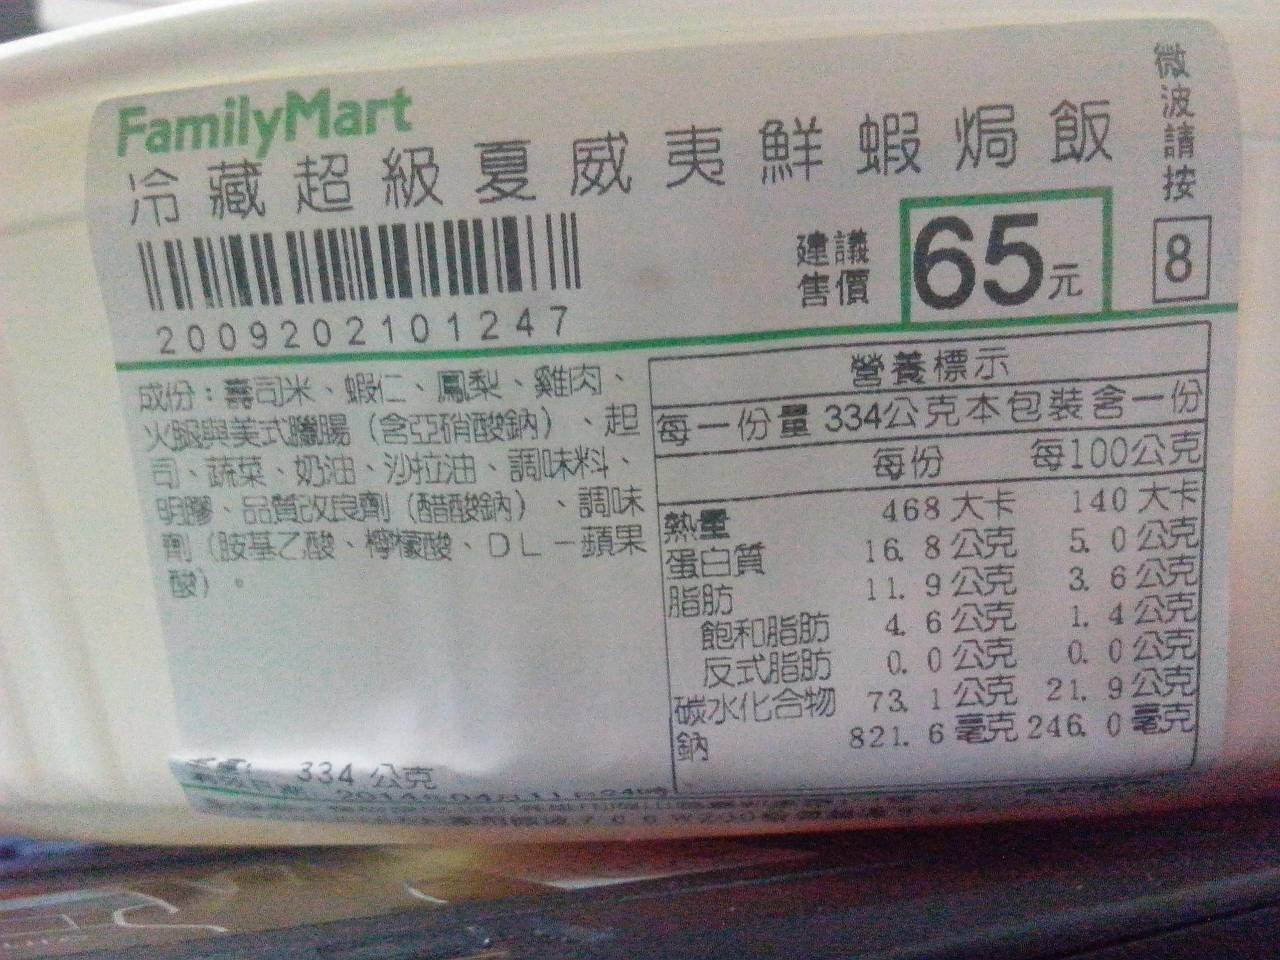 FamilyMart
冷藏超級夏威夷鮮蝦焗飯
微波請按
8
建議
售價
65元
2009202101247
成份：壽司米、蝦仁、鳳梨、雞肉、
火腿與美式臘腸（含亞硝酸鈉）、起
司、蔬菜、奶油、沙拉油、調味料、
明膠、品質改良劑（醋酸鈉）、調味
劑（胺基乙酸、檸檬酸、DL－蘋果
酸）。
334 公克
營養標示
每一份量 334公克本包裝含一份
每份 每100公克
熱量 468 大卡 140 大卡
蛋白質 16.8公克 5.0公克
脂肪 11.9公克 3.6公克
飽和脂肪 4.6公克 1.4公克
反式脂肪 0.0公克 0.0公克
碳水化合物 73.1公克 21.9公克
鈉 821.6毫克 246.0毫克